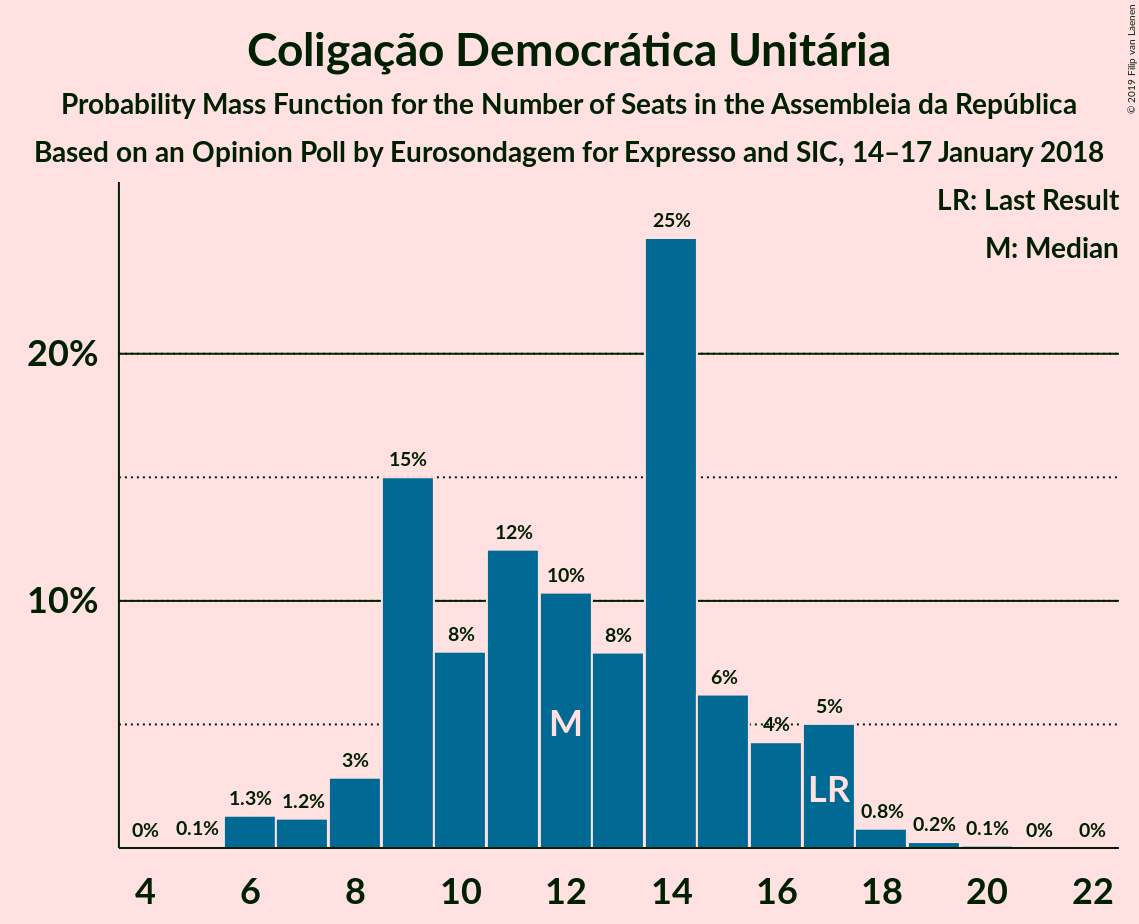 Coligação Democrática Unitária
Probability Mass Function for the Number of Seats in the Assembleia da República
Based on an Opinion Poll by Eurosondagem for Expresso and SIC, 14–17 January 2018
© 2019 Filip van Laenen
LR: Last Result
M: Median
20%
10%
0%
0.1%
1.3%
1.2%
3%
15%
8%
12%
10%
8%
25%
6%
4%
5%
0.8%
0.2%
0.1%
0%
0%
M
LR
4 6 8 10 12 14 16 18 20 22